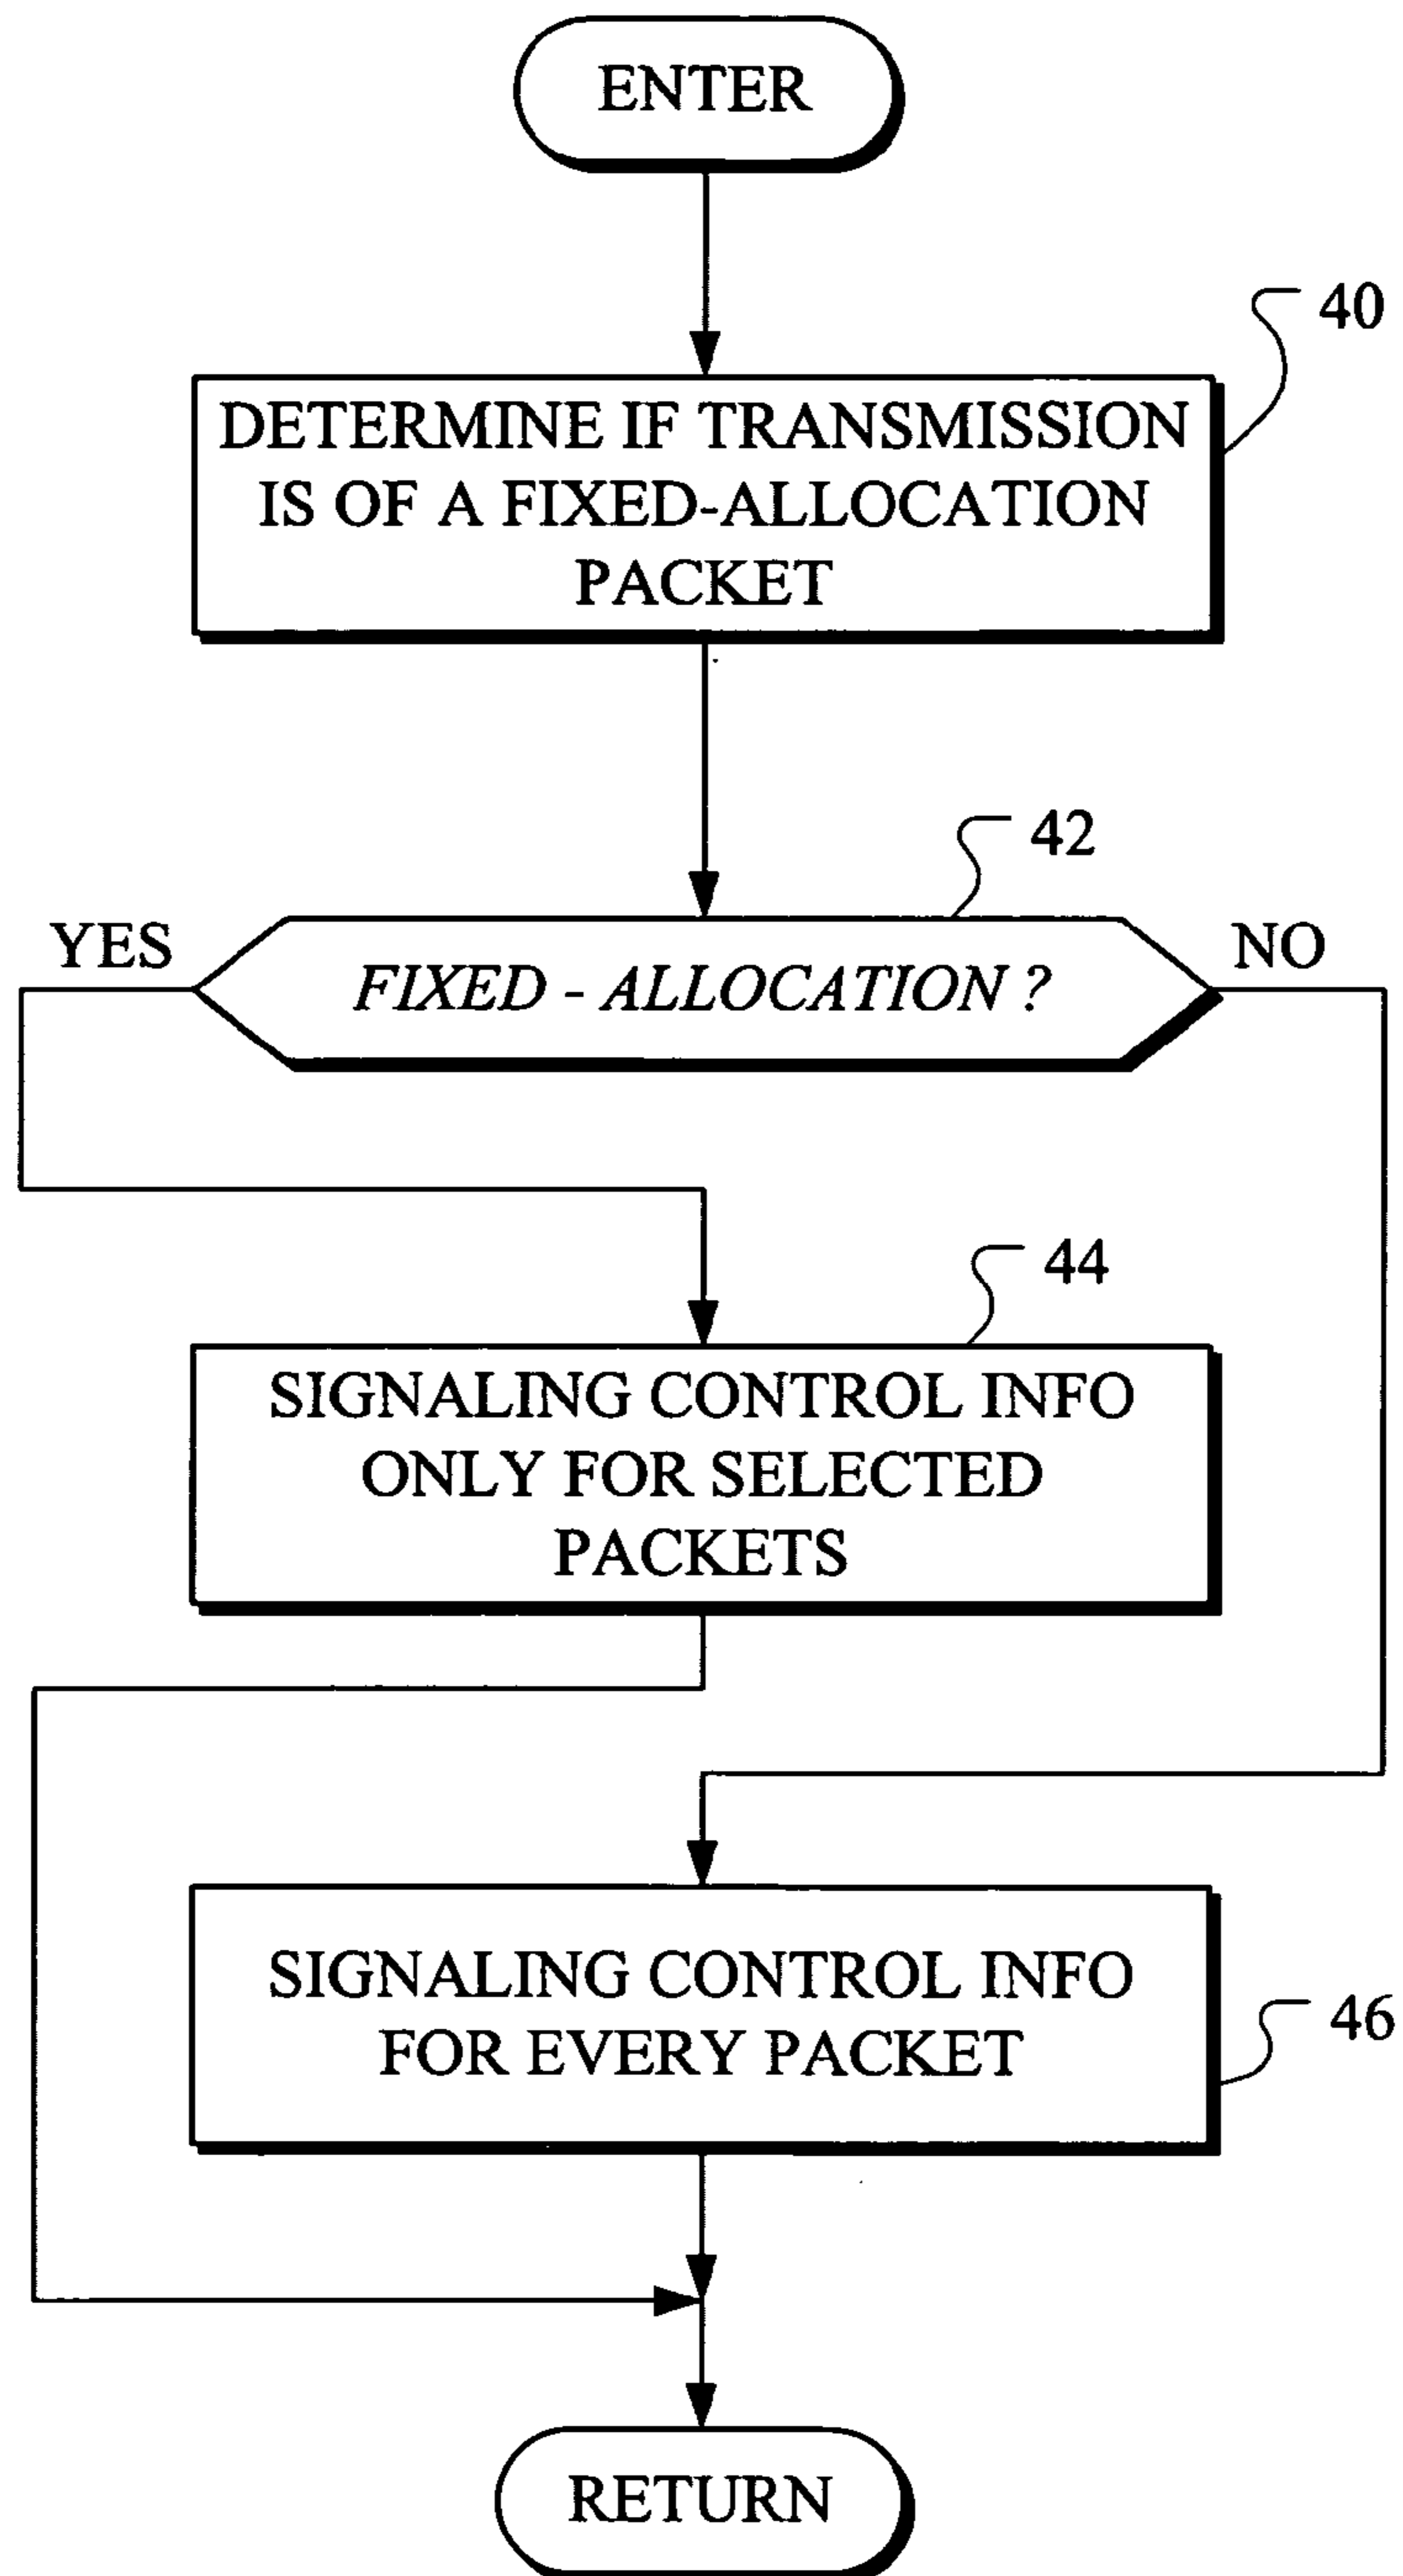 ENTER
40
DETERMINE IF TRANSMISSION
IS OF A FIXED-ALLOCATION
PACKET
42
YES
FIXED - ALLOCATION ?
NO
44
SIGNALING CONTROL INFO
ONLY FOR SELECTED
PACKETS
SIGNALING CONTROL INFO
FOR EVERY PACKET
46
RETURN